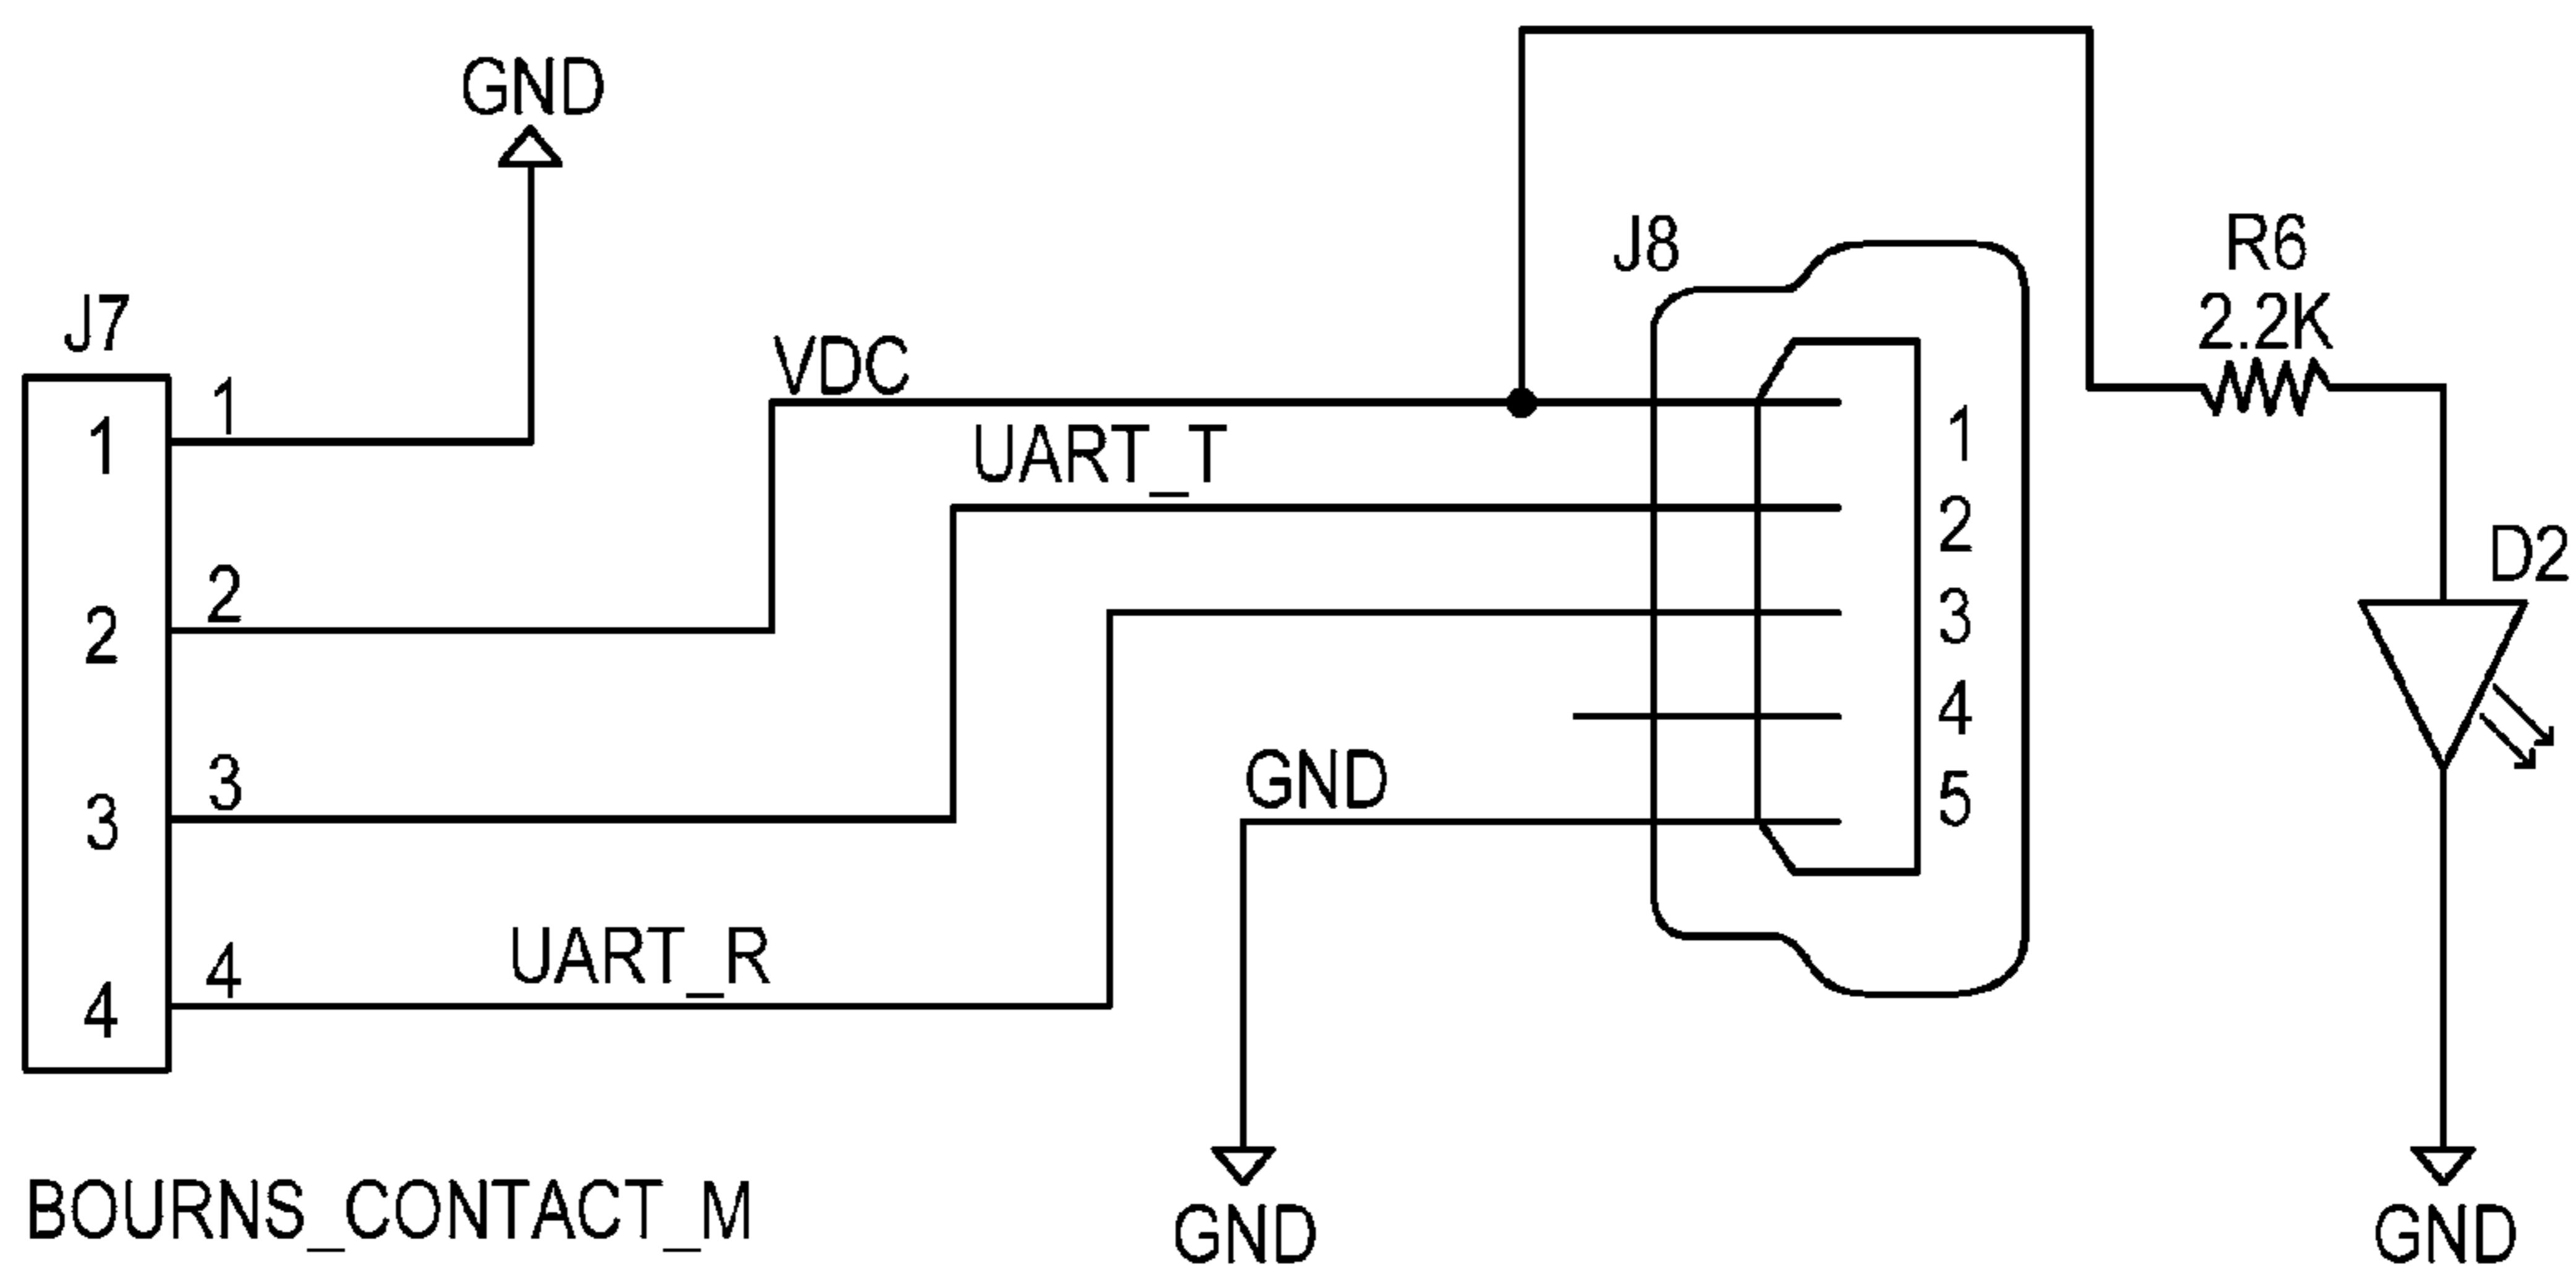 GND
J7
1
1
2
2
3
3
4
4
BOURNS_CONTACT_M
VDC
UART_T
UART_R
GND
GND
J8
1
2
3
4
5
R6
2.2K
D2
GND